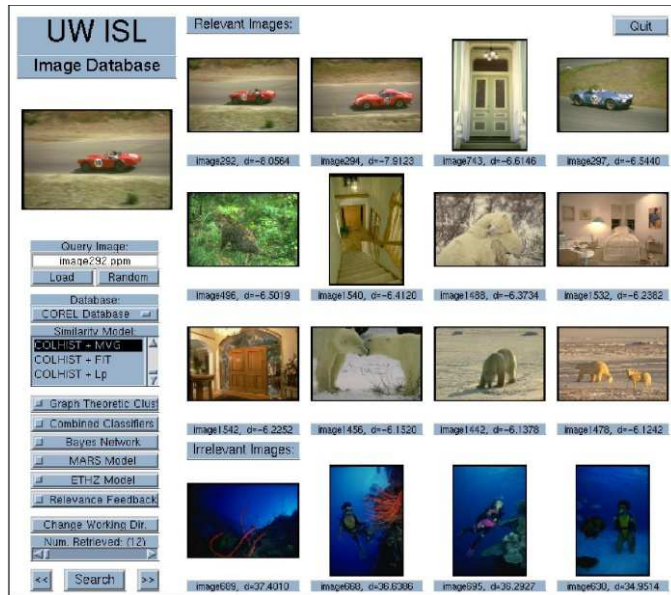 UW ISL
Image Database
Relevant Images:
Quit
image292, d=-8.0564
image294, d=-7.9123
image743, d=-6.6146
image297, d=-6.5440
Query Image:
image292.ppm
Load
Random
Database:
COREL Database
Similarity Model:
COLHIST + MVG
COLHIST + FIT
COLHIST + Lp
image496, d=-6.5019
image1540, d=-6.4120
image1488, d=-6.3734
image1532, d=-6.2382
Graph Theoretic Clust
Combined Classifiers
Bayes Network
MARS Model
ETHZ Model
Relevance Feedback
image1542, d=-6.2252
image1456, d=-6.1520
image1442, d=-6.1378
image1478, d=-6.1242
Irrelevant Images:
Change Working Dir.
Num. Retrieved: (12)
<<
Search
>>
image689, d=37.4010
image668, d=36.6386
image695, d=36.2927
image630, d=34.9514